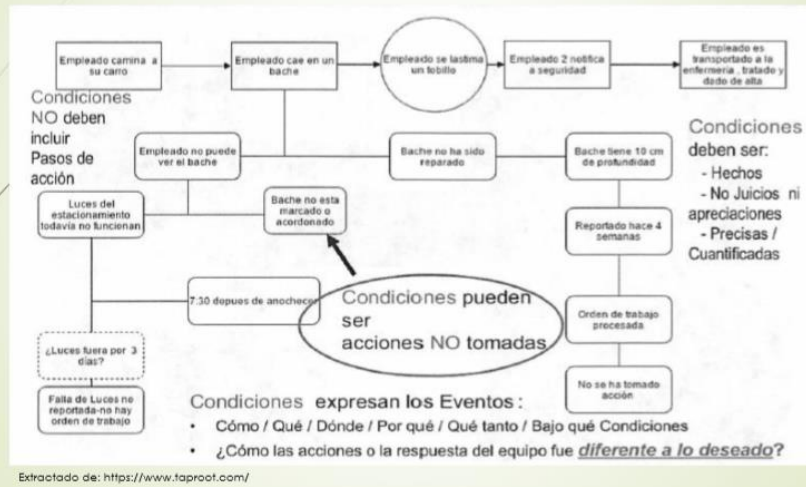 Empleado camina a
su carro
Empleado cae en un
bache
Empleado se lastima
un tobillo
Empleado 2 notifica
a seguridad
Empleado es
transportado a la
enfermería, tratado y
dado de alta
Condiciones
NO deben
incluir
Pasos de
acción
Empleado no puede
ver el bache
Bache no ha sido
reparado
Bache tiene 10 cm
de profundidad
Condiciones
deben ser:
- Hechos
- No Juicios ni
apreciaciones
- Precisas /
Cuantificadas
Luces del
estacionamiento
todavía no funcionan
Bache no esta
marcado o
acordonado
Reportado hace 4
semanas
7:30 depues de anochecer
Condiciones pueden
ser
acciones NO tomadas
Orden de trabajo
procesada
¿Luces fuera por 3
días?
No se ha tomado
acción
Falla de Luces no
reportada-no hay
orden de trabajo
Condiciones expresan los Eventos :
• Cómo / Qué / Dónde / Por qué / Qué tanto / Bajo qué Condiciones
• ¿Cómo las acciones o la respuesta del equipo fue diferente a lo deseado?
Extractado de: https://www.taproot.com/